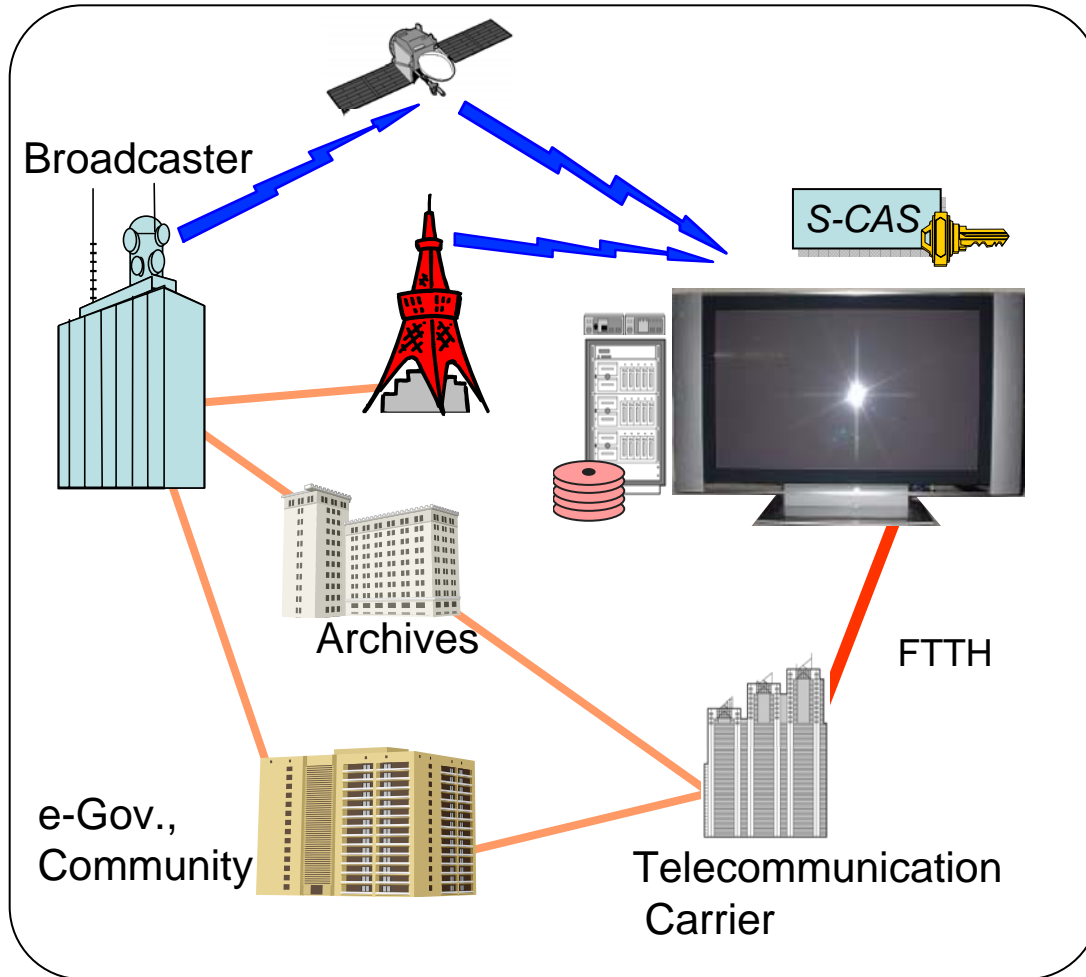 Broadcaster
S-CAS
Archives
FTTH
e-Gov.,
Community
Telecommunication
Carrier